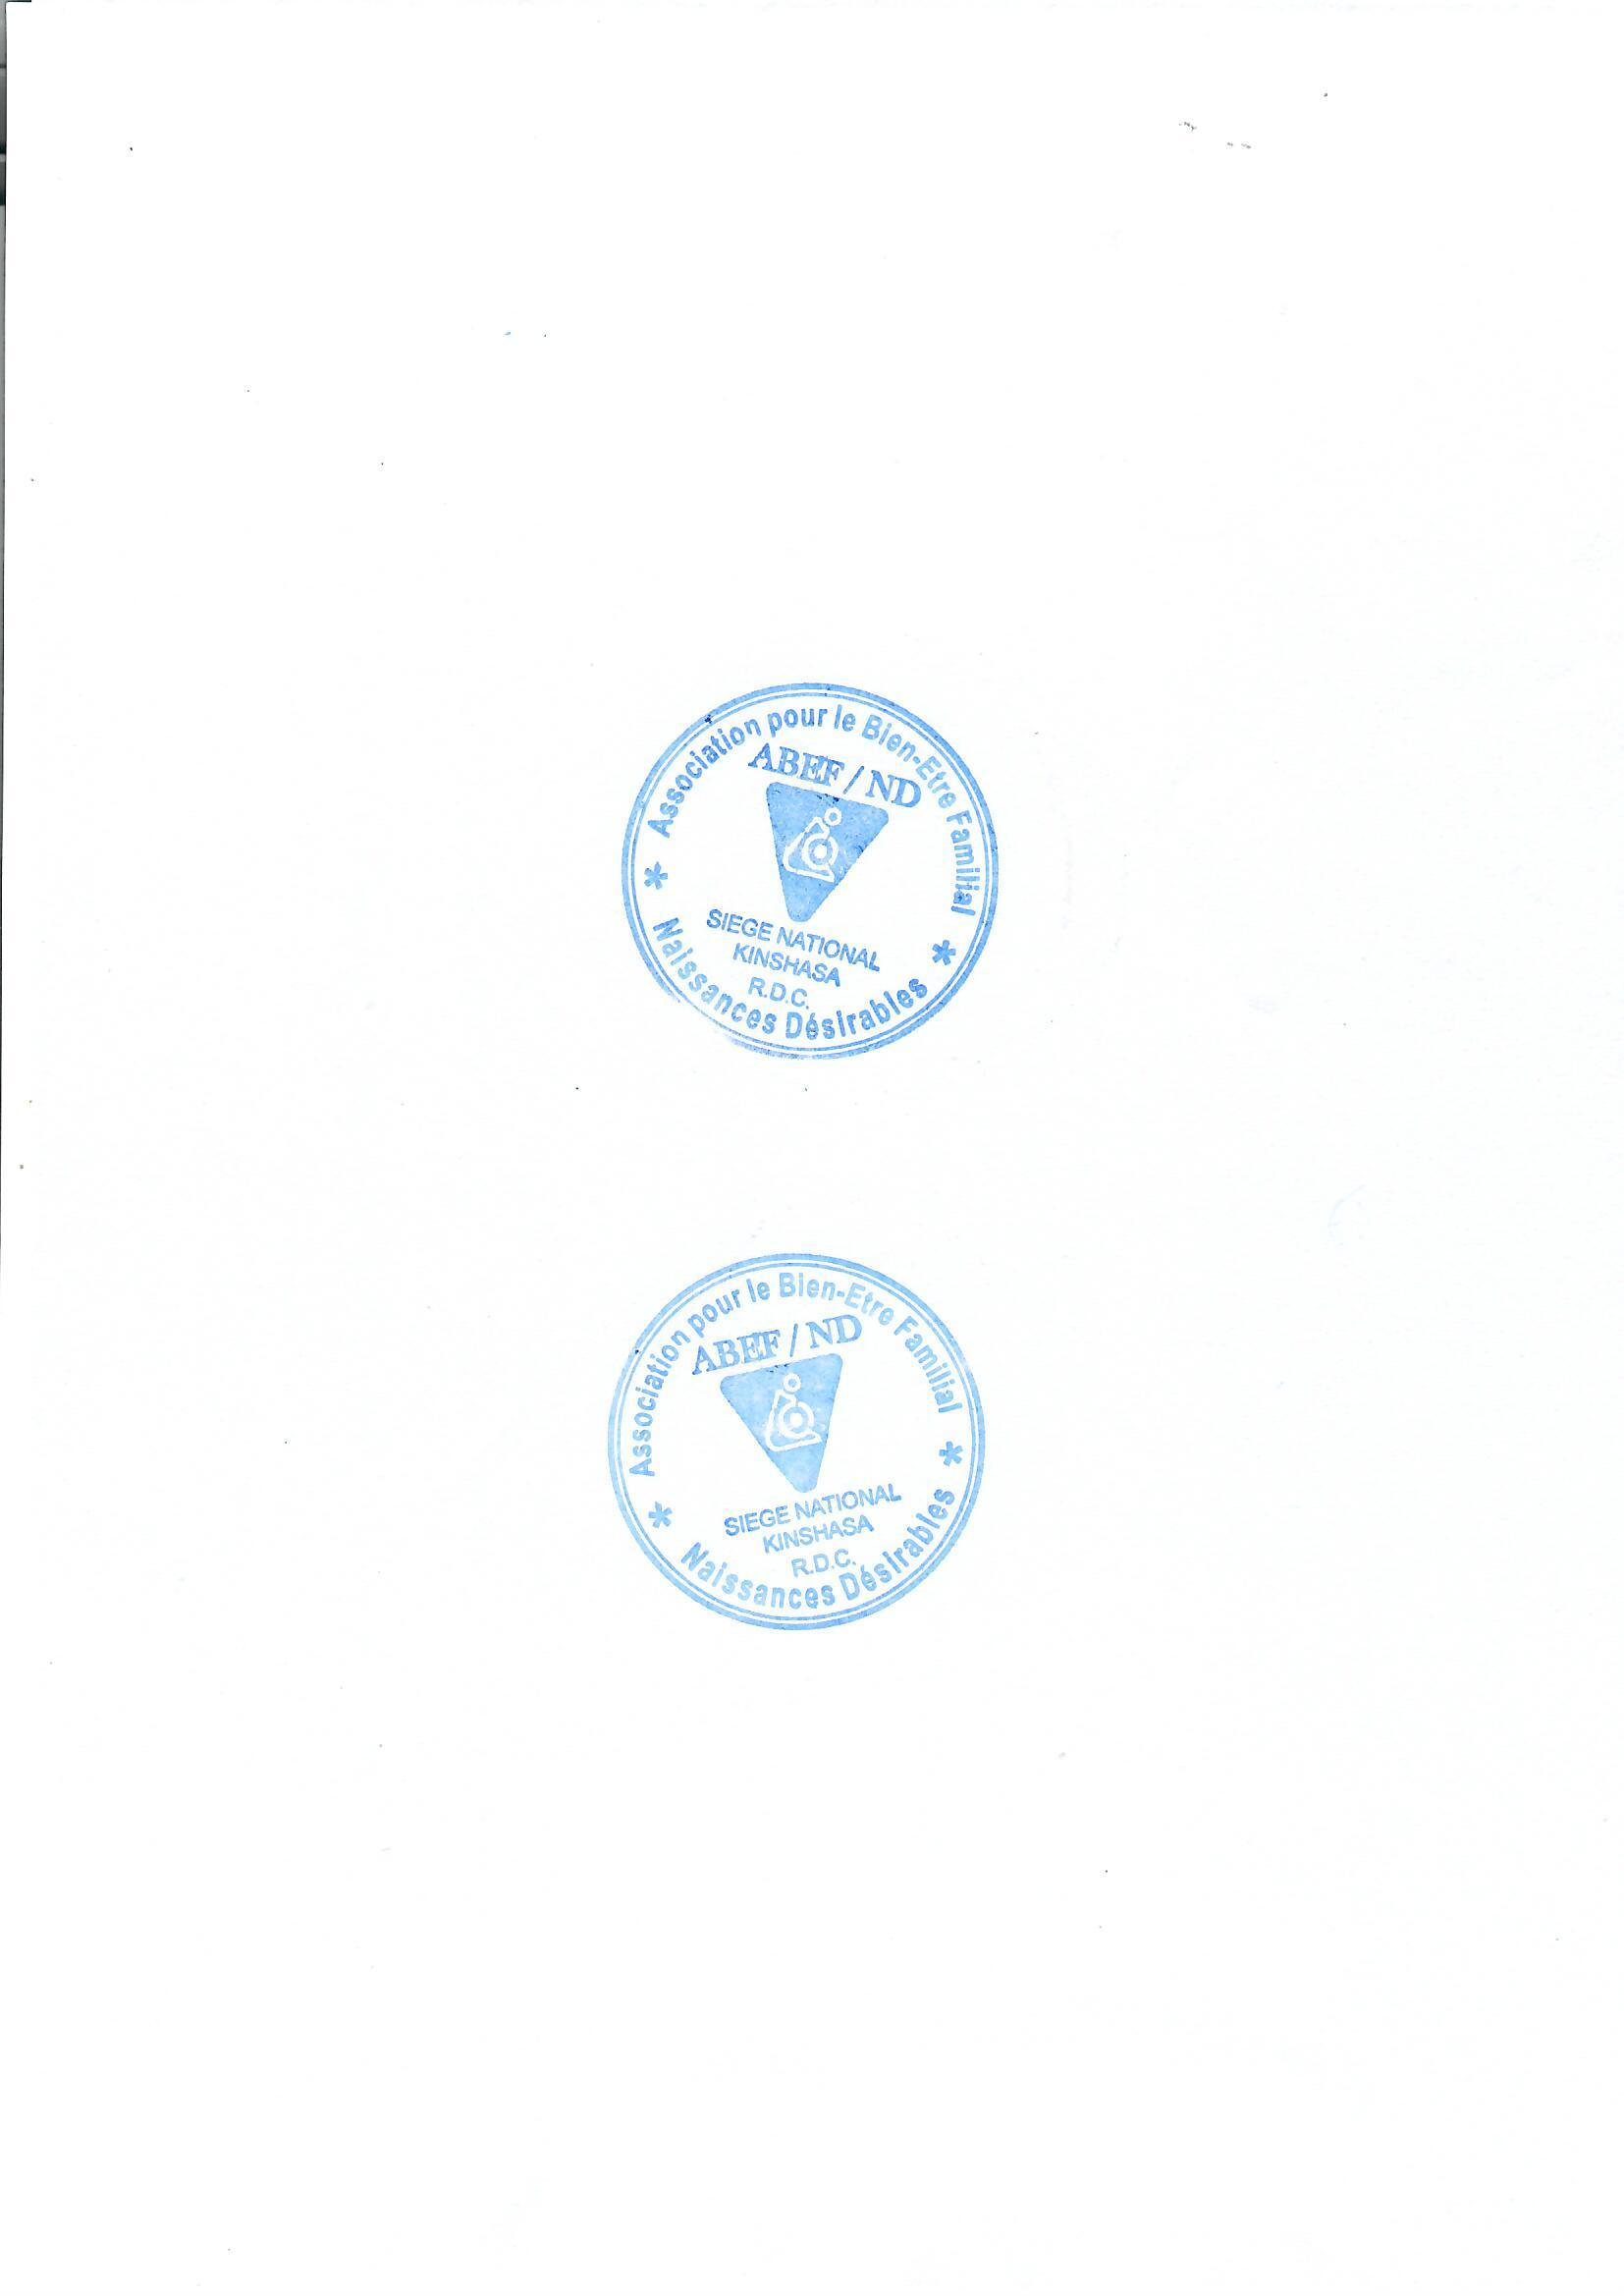 Association pour le Bien-Etre Familial
ABEF / ND
SIEGE NATIONAL
KINSHASA
R.D.C.
* Naissances Désirables *
Association pour le Bien-Etre Familial
ABEF / ND
SIEGE NATIONAL
KINSHASA
R.D.C.
* Naissances Désirables *